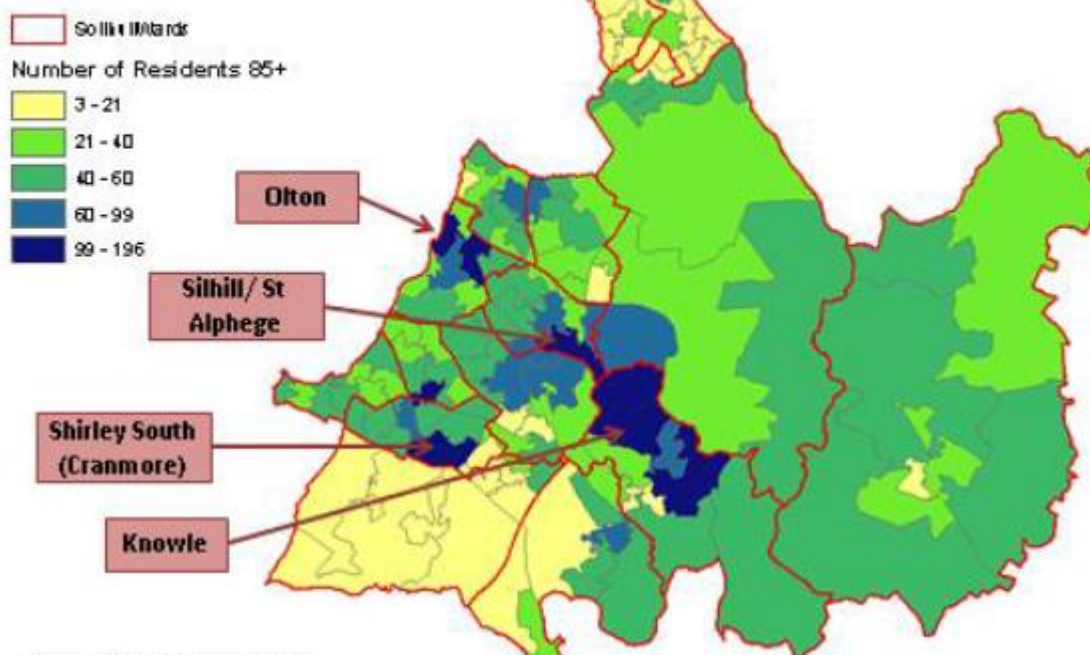 Number of Residents 85+
3 - 21
21 - 40
40 - 60
60 - 99
99 - 196
Olton
Silhill/ St
Alphege
Shirley South
(Cranmore)
Knowle